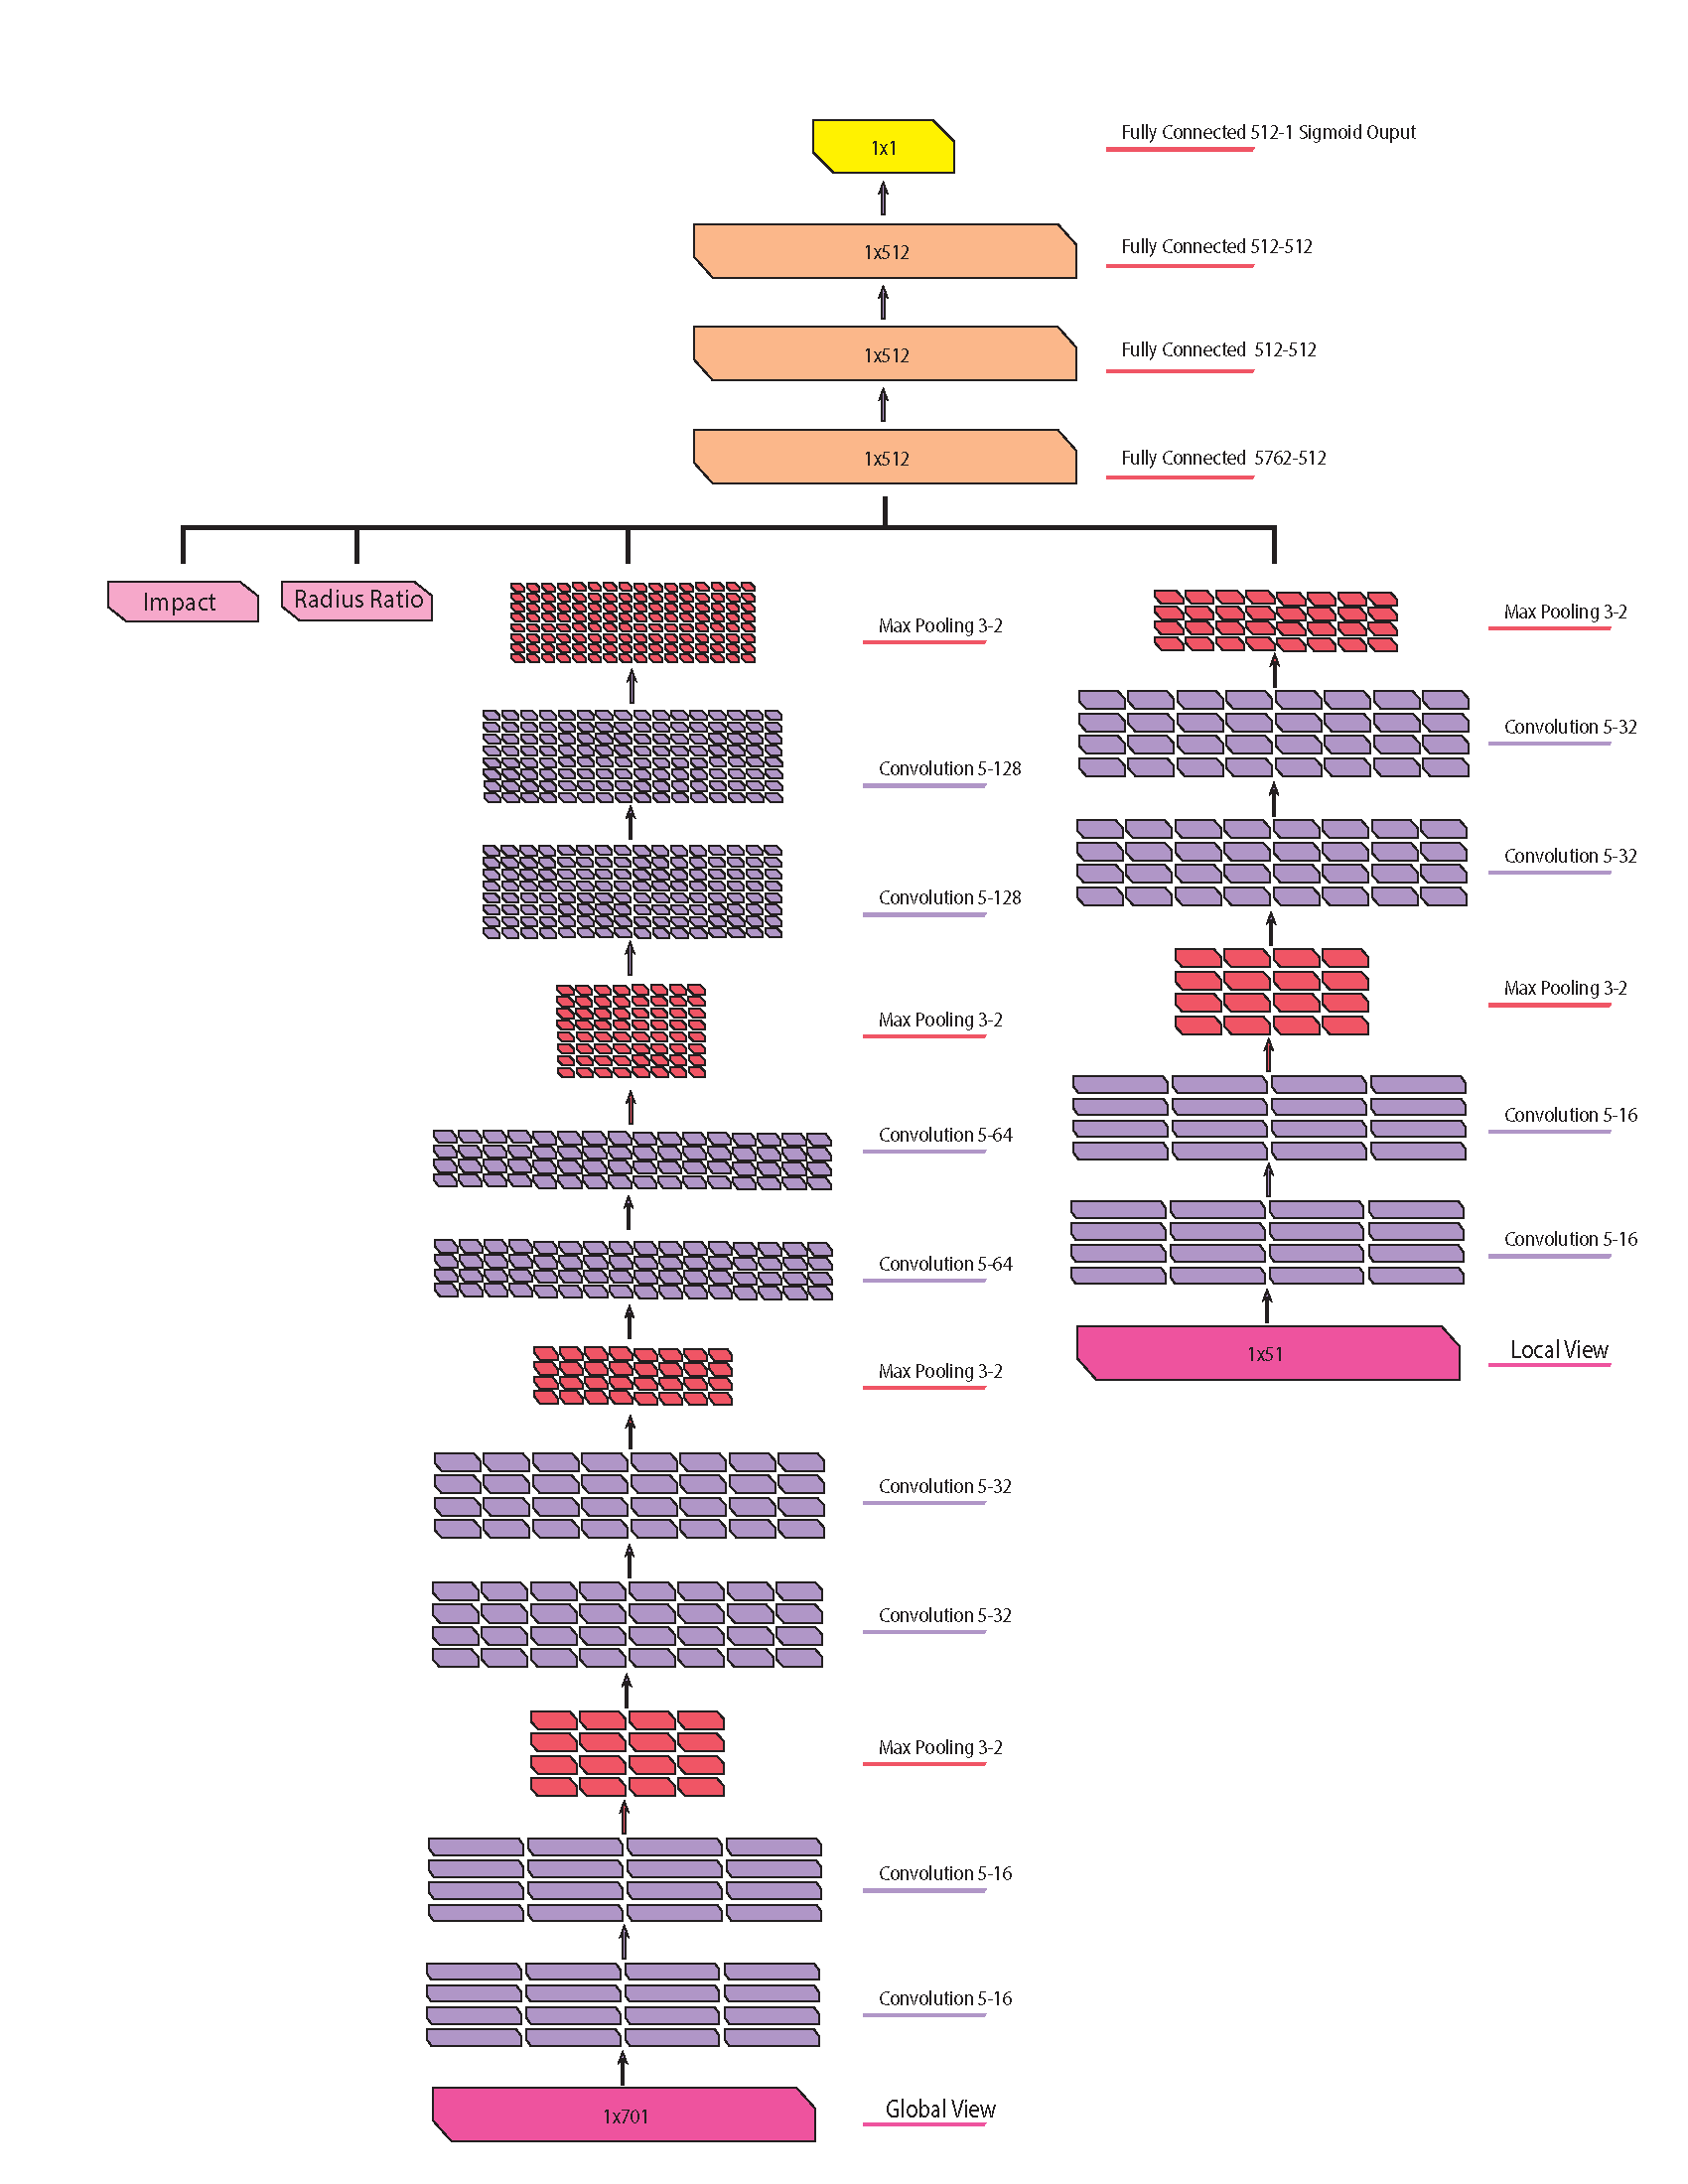 1x1
Fully Connected 512-1 Sigmoid Ouput
1x512
Fully Connected 512-512
1x512
Fully Connected 512-512
1x512
Fully Connected 5762-512
Impact
Radius Ratio
Max Pooling 3-2
Max Pooling 3-2
Convolution 5-128
Convolution 5-32
Convolution 5-128
Convolution 5-32
Max Pooling 3-2
Max Pooling 3-2
Convolution 5-64
Convolution 5-16
Convolution 5-64
Convolution 5-16
Max Pooling 3-2
1x51
Local View
Convolution 5-32
Convolution 5-32
Max Pooling 3-2
Convolution 5-16
Convolution 5-16
1x701
Global View